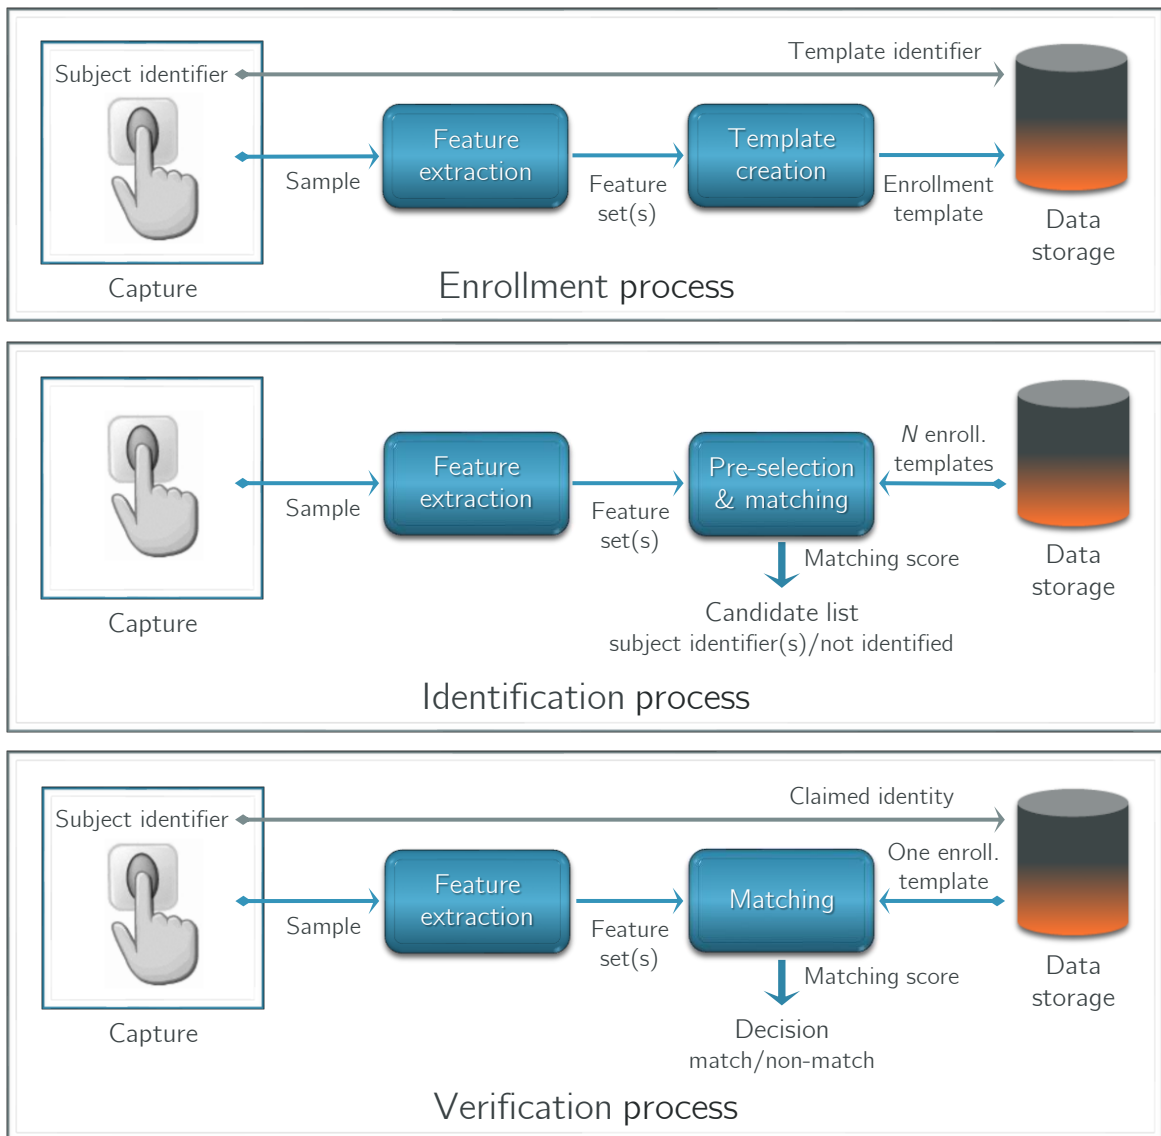 Template identifier
Subject identifier
Feature
extraction
Template
creation
Sample
Feature
set(s)
Enrollment
template
Data
storage
Capture
Enrollment process
N enroll.
templates
Feature
extraction
Pre-selection
& matching
Sample
Feature
set(s)
Matching score
Data
storage
Candidate list
subject identifier(s)/not identified
Capture
Identification process
Claimed identity
Subject identifier
One enroll.
template
Feature
extraction
Matching
Sample
Feature
set(s)
Matching score
Data
storage
Decision
match/non-match
Capture
Verification process